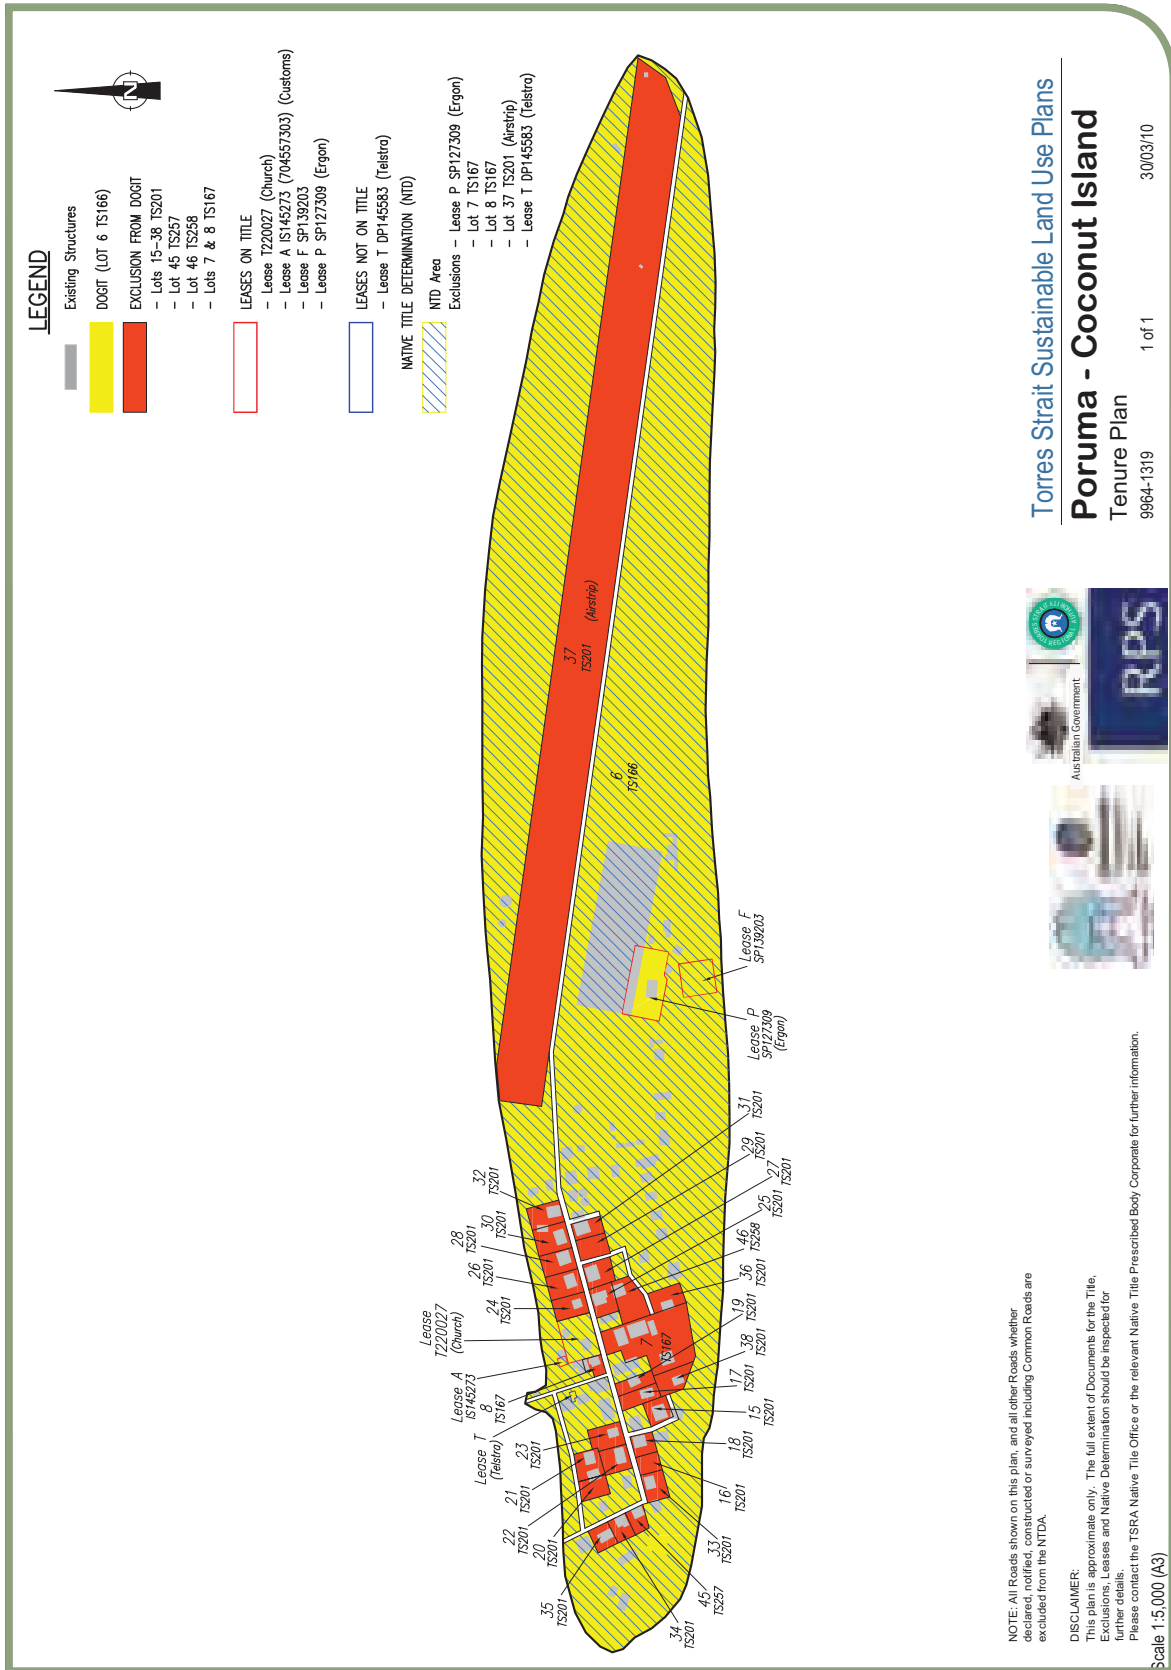 LEGEND
Existing Structures
DOGIT (LOT 6 TS166)
EXCLUSION FROM DOGIT
- Lots 15-38 TS201
- Lot 45 TS257
- Lot 46 TS258
- Lots 7 & 8 TS167
LEASES ON TITLE
- Lease T220027 (Church)
- Lease A IS145273 (704557303) (Customs)
- Lease F SP139203
- Lease P SP127309 (Ergon)
LEASES NOT ON TITLE
- Lease T DP145583 (Telstra)
NATIVE TITLE DETERMINATION (NTD)
NTD Area
Exclusions - Lease P SP127309 (Ergon)
- Lot 7 TS167
- Lot 8 TS167
- Lot 37 TS201 (Airstrip)
- Lease T DP145583 (Telstra)
N
37
TS201
(Airstrip)
6
TS166
Lease F
SP139203
Lease P
SP127309
(Ergon)
32
TS201
30
TS201
28
TS201
26
TS201
24
TS201
Lease
T220027
(Church)
Lease A
IS145273
8
TS167
Lease T
(Telstra)
23
TS201
21
TS201
22
TS201
20
TS201
35
TS201
34
TS201
45
TS257
33
TS201
16
TS201
18
TS201
15
TS201
17
TS201
38
TS201
19
TS201
36
TS201
46
TS258
25
TS201
27
TS201
29
TS201
31
TS201
7
TS167
NOTE: All Roads shown on this plan, and all other Roads whether
declared, notified, constructed or surveyed including Common Roads are
excluded from the NTDA.
DISCLAIMER:
This plan is approximate only. The full extent of Documents for the Title,
Exclusions, Leases and Native Determination should be inspected for
further details.
Please contact the TSRA Native Tile Office or the relevant Native Title Prescribed Body Corporate for further information.
Scale 1:5,000 (A3)
Australian Government
TORRES STRAIT REGIONAL AUTHORITY
RPS
Torres Strait Sustainable Land Use Plans
Poruma - Coconut Island
Tenure Plan
9964-1319
1 of 1
30/03/10